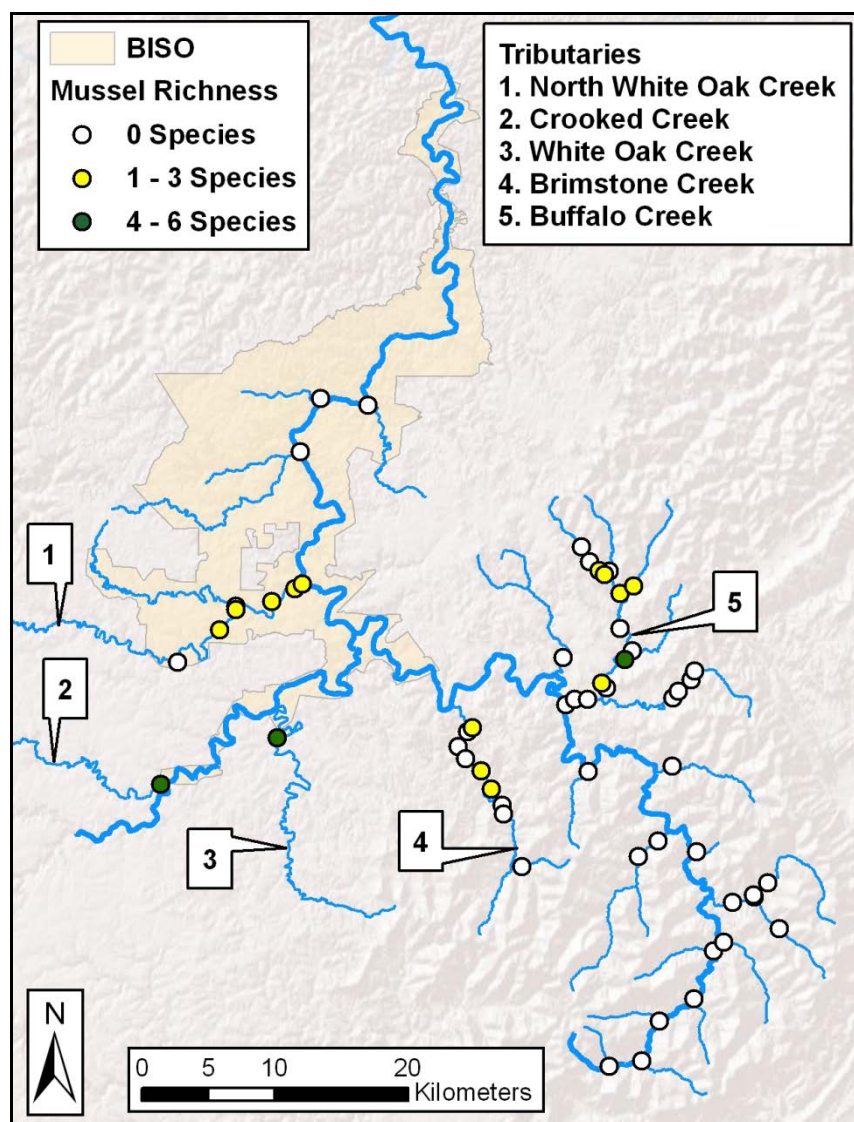 BISO
Mussel Richness
0 Species
1 - 3 Species
4 - 6 Species
Tributaries
1. North White Oak Creek
2. Crooked Creek
3. White Oak Creek
4. Brimstone Creek
5. Buffalo Creek
1
2
3
4
5
N
0 5 10 20
Kilometers